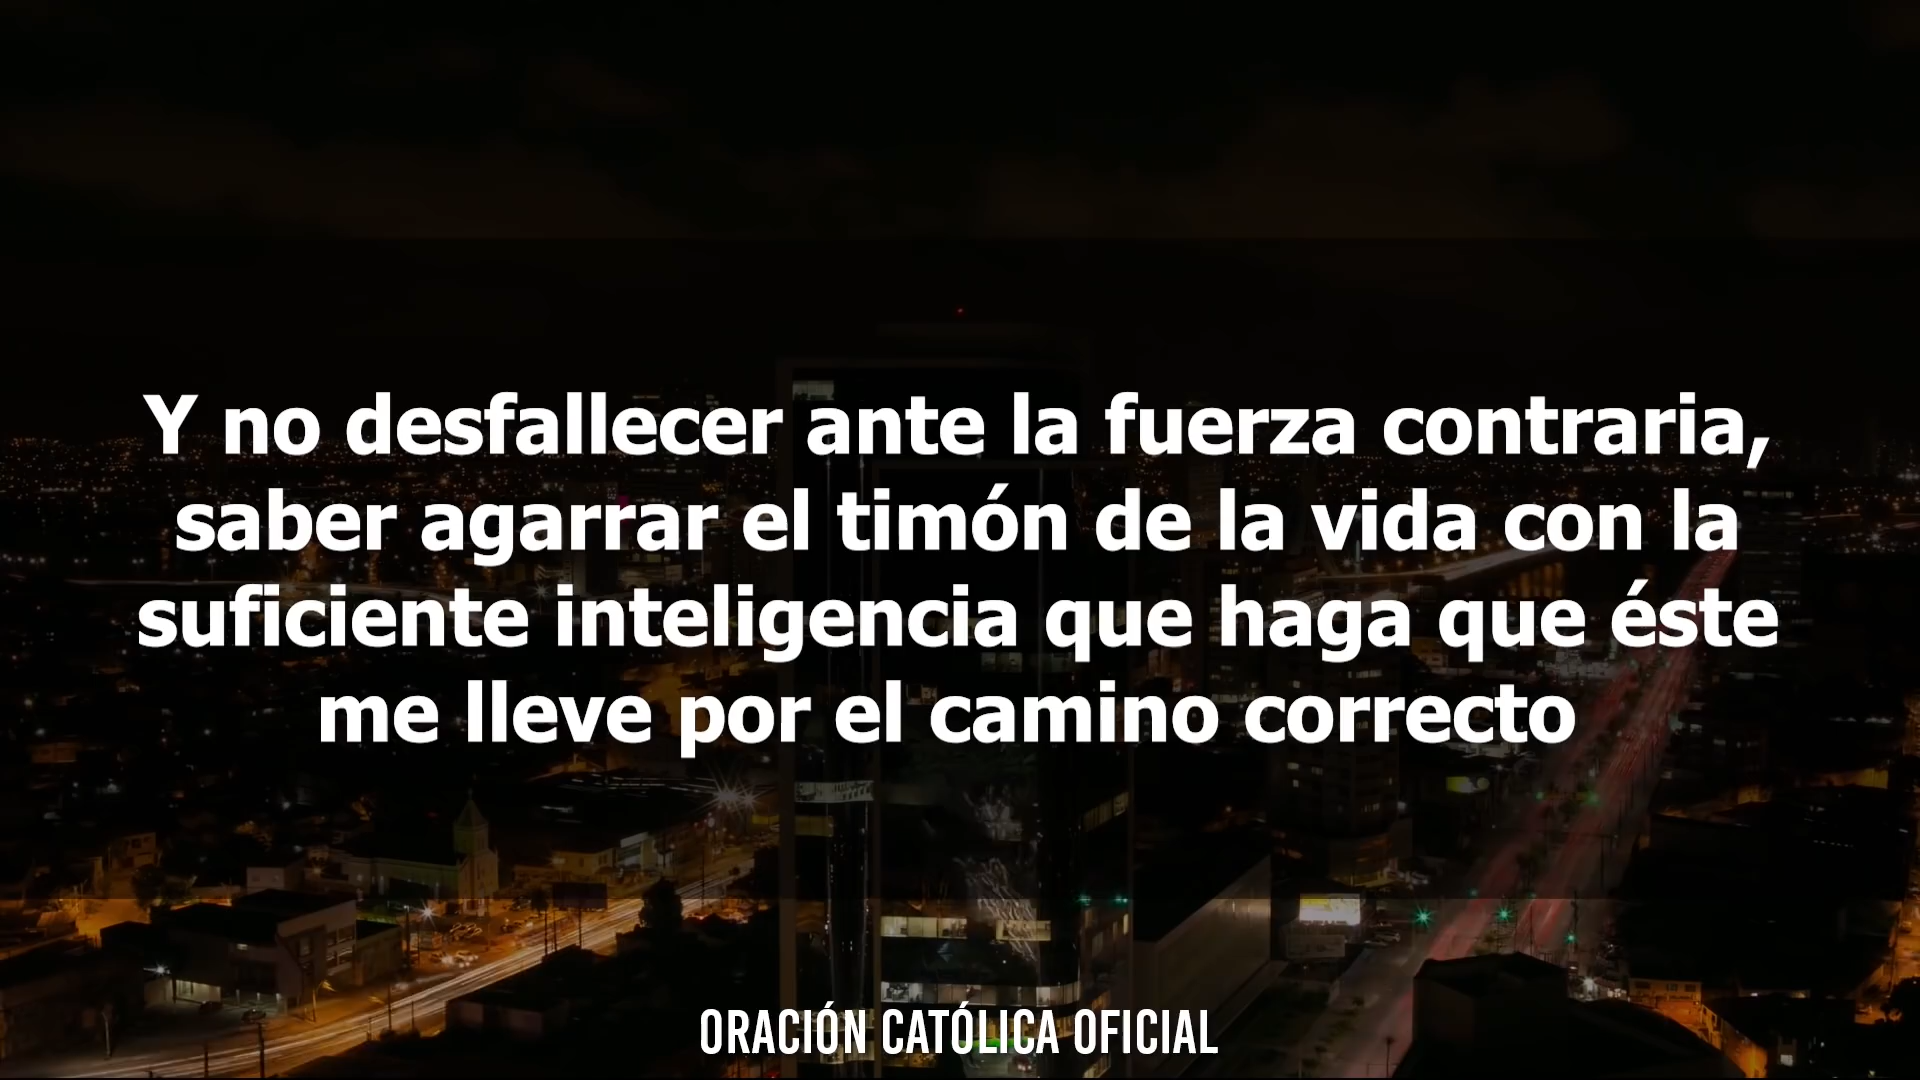 Y no desfallecer ante la fuerza contraria,
saber agarrar el timón de la vida con la
suficiente inteligencia que haga que éste
me lleve por el camino correcto
ORACIÓN CATÓLICA OFICIAL